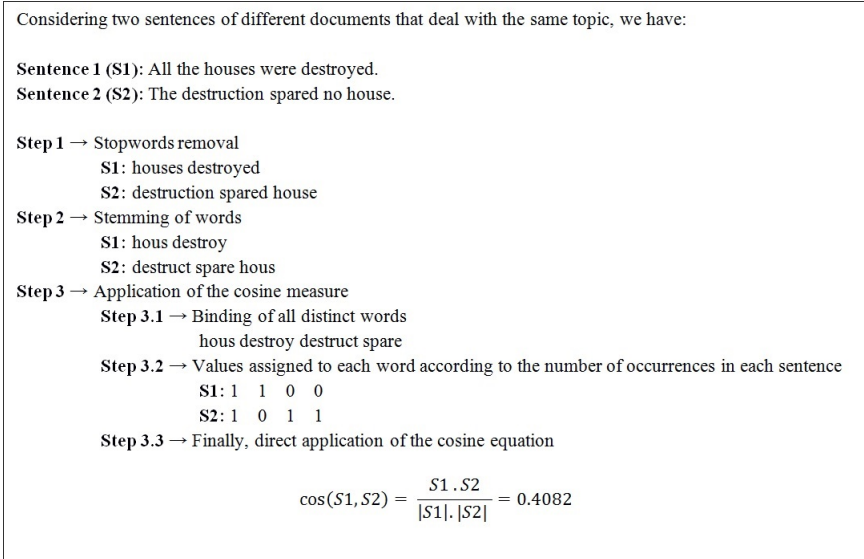 Considering two sentences of different documents that deal with the same topic, we have:
Sentence 1 (S1): All the houses were destroyed.
Sentence 2 (S2): The destruction spared no house.
Step 1 → Stopwords removal
S1: houses destroyed
S2: destruction spared house
Step 2 → Stemming of words
S1: hous destroy
S2: destruct spare hous
Step 3 → Application of the cosine measure
Step 3.1 → Binding of all distinct words
hous destroy destruct spare
Step 3.2 → Values assigned to each word according to the number of occurrences in each sentence
S1: 1 1 0 0
S2: 1 0 1 1
Step 3.3 → Finally, direct application of the cosine equation
cos(S1, S2) = S1 . S2 / |S1|. |S2| = 0.4082